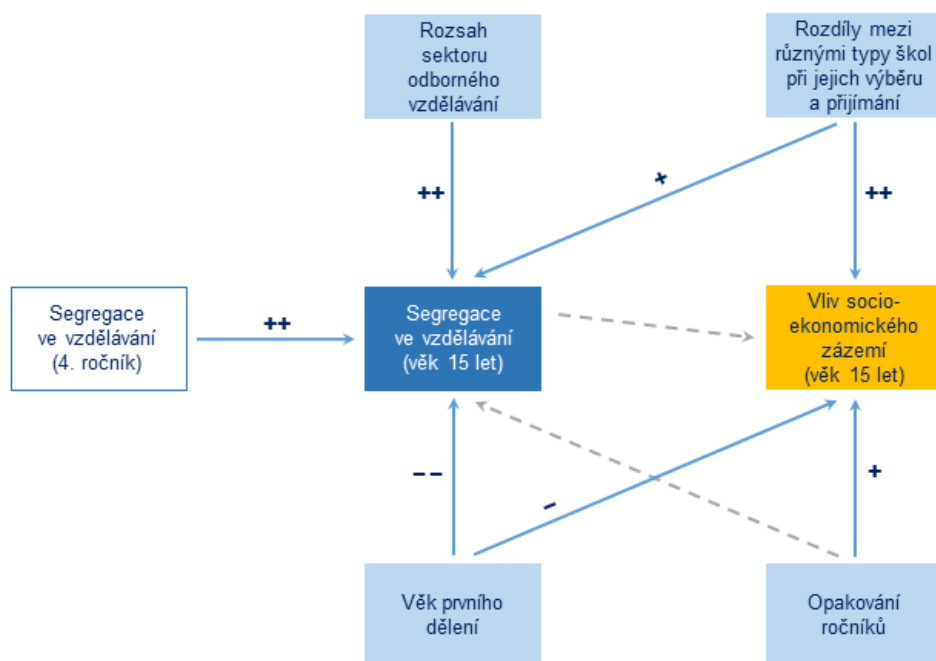 Rozsah
sektoru
odborného
vzdělávání
Rozdíly mezi
různými typy škol
při jejich výběru
a přijímání
++
+
++
Segregace
ve vzdělávání
(4. ročník)
++
Segregace
ve vzdělávání
(věk 15 let)
Vliv socio-
ekonomického
zázemí
(věk 15 let)
– –
–
+
Věk prvního
dělení
Opakování
ročníků